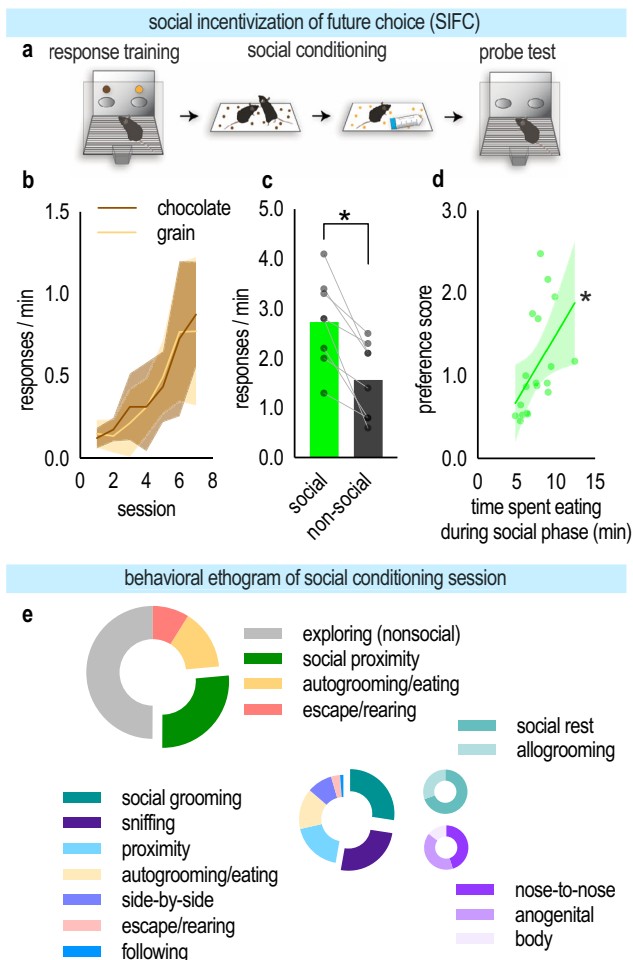 social incentivization of future choice (SIFC)
a
response training
social conditioning
probe test
b
chocolate
grain
1.5
1.0
0.5
0.0
responses / min
0 2 4 6 8
session
c
5.0
4.0
3.0
2.0
1.0
0.0
responses / min
*
social
non-social
d
3.0
2.0
1.0
0.0
preference score
*
0 5 10 15
time spent eating
during social phase (min)
behavioral ethogram of social conditioning session
e
exploring (nonsocial)
social proximity
autogrooming/eating
escape/rearing
social rest
allogrooming
social grooming
sniffing
proximity
autogrooming/eating
side-by-side
escape/rearing
following
nose-to-nose
anogenital
body